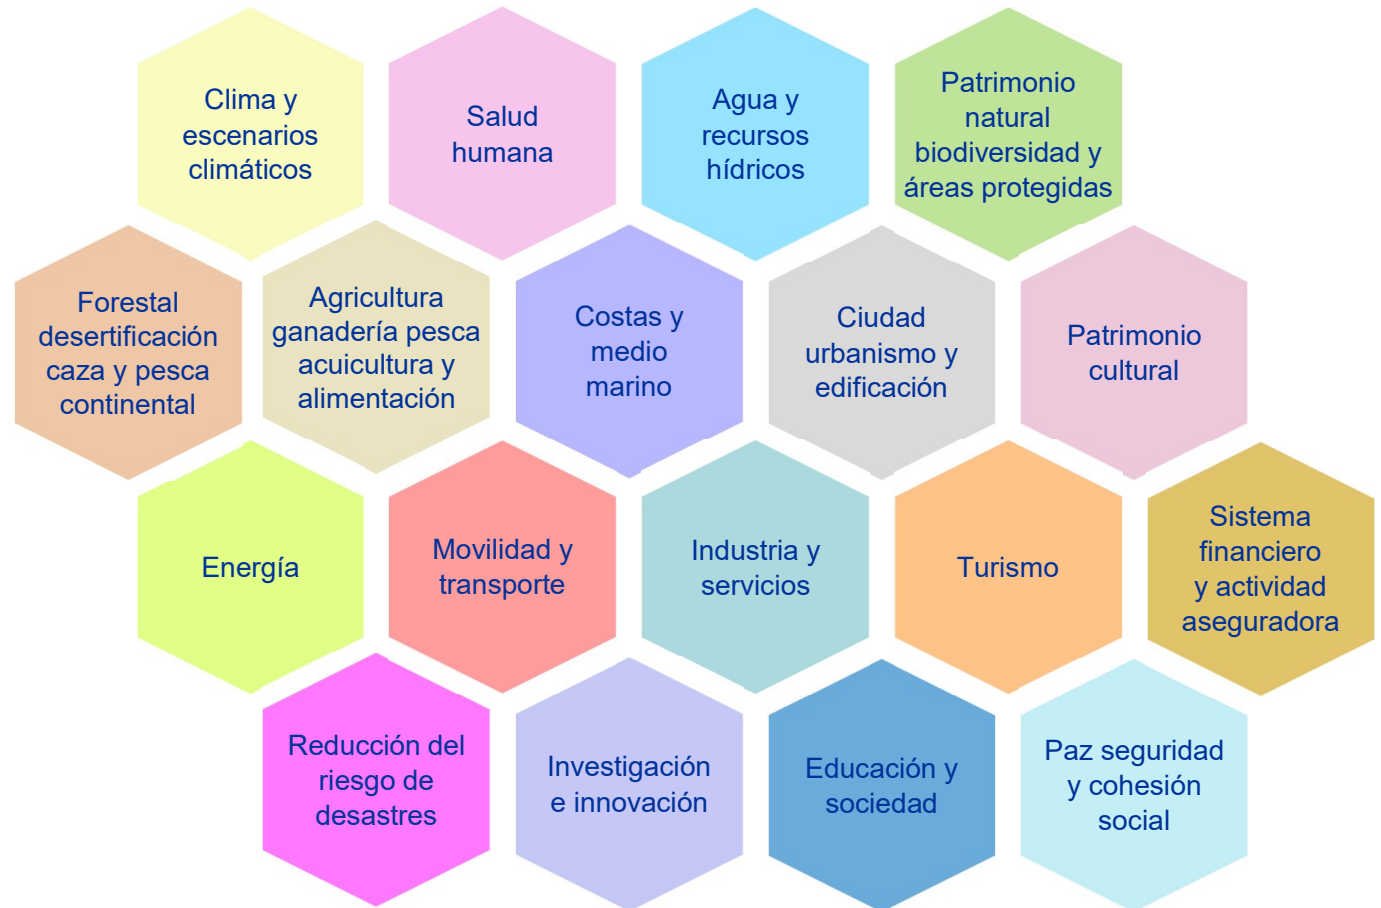 Clima y
escenarios
climáticos
Salud
humana
Agua y
recursos
hídricos
Patrimonio
natural
biodiversidad y
áreas protegidas
Forestal
desertificación
caza y pesca
continental
Agricultura
ganadería pesca
acuicultura y
alimentación
Costas y
medio
marino
Ciudad
urbanismo y
edificación
Patrimonio
cultural
Energía
Movilidad y
transporte
Industria y
servicios
Turismo
Sistema
financiero
y actividad
aseguradora
Reducción del
riesgo de
desastres
Investigación
e innovación
Educación y
sociedad
Paz seguridad
y cohesión
social